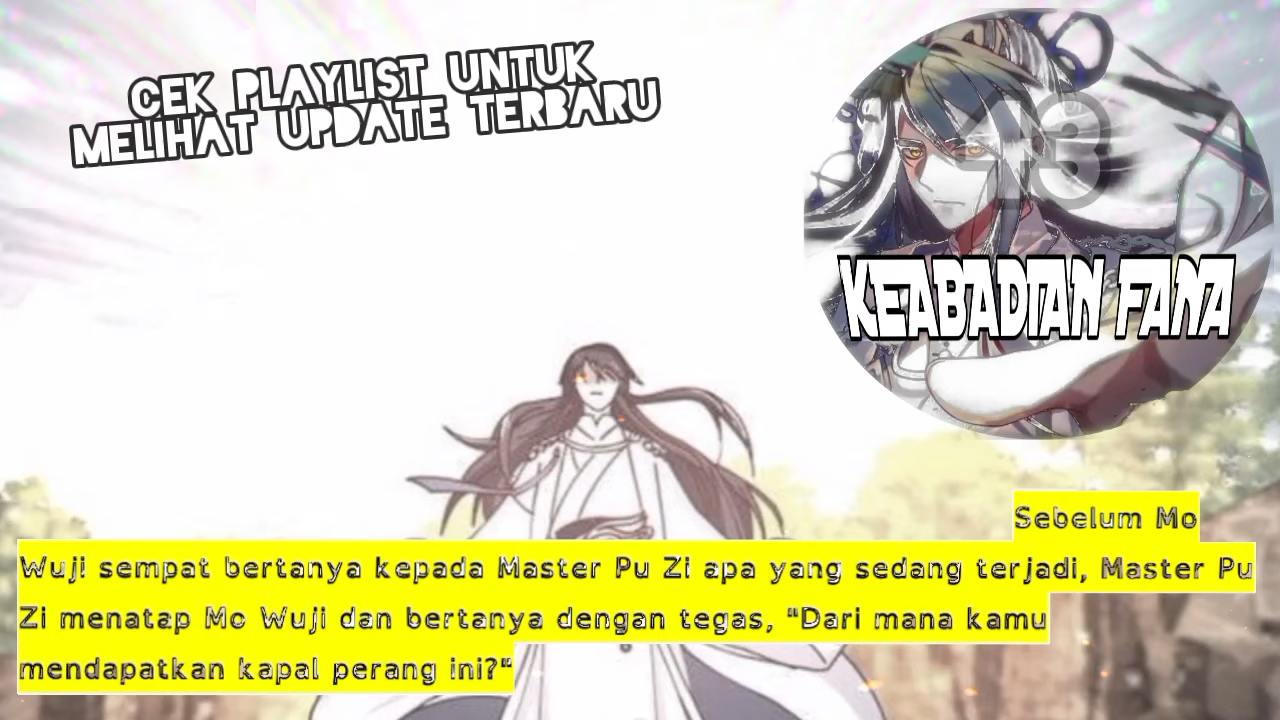 CEK PLAYLIST UNTUK
MELIHAT UPDATE TERBARU
43
KEABADIAN FANA
Sebelum Mo
Wuji sempat bertanya kepada Master Pu Zi apa yang sedang terjadi, Master Pu
Zi menatap Mo Wuji dan bertanya dengan tegas, "Dari mana kamu
mendapatkan kapal perang ini?"